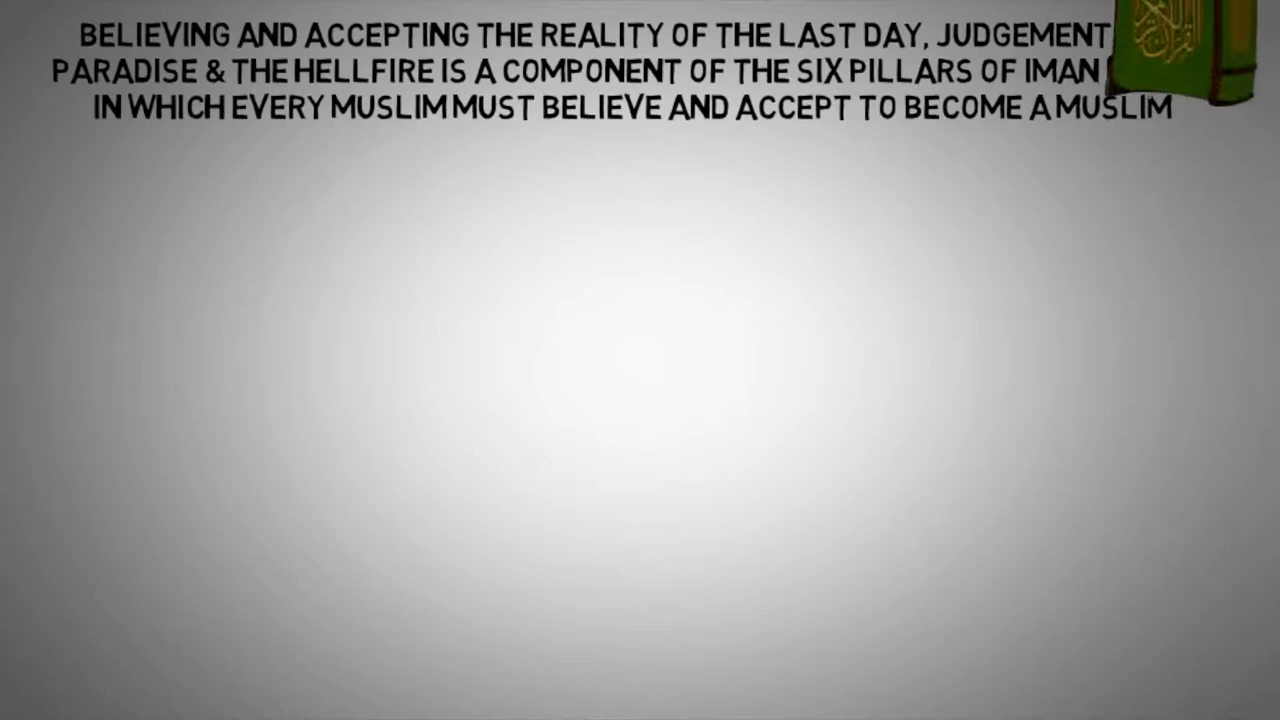 BELIEVING AND ACCEPTING THE REALITY OF THE LAST DAY, JUDGEMENT
PARADISE & THE HELLFIRE IS A COMPONENT OF THE SIX PILLARS OF IMAN
IN WHICH EVERY MUSLIM MUST BELIEVE AND ACCEPT TO BECOME A MUSLIM